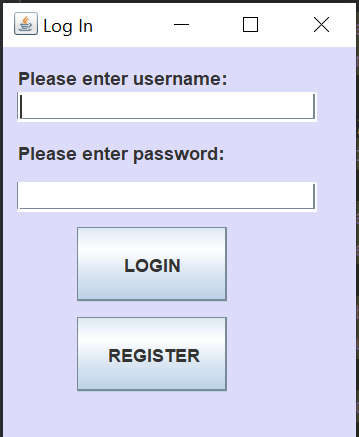 Log In
Please enter username:
Please enter password:
LOGIN
REGISTER